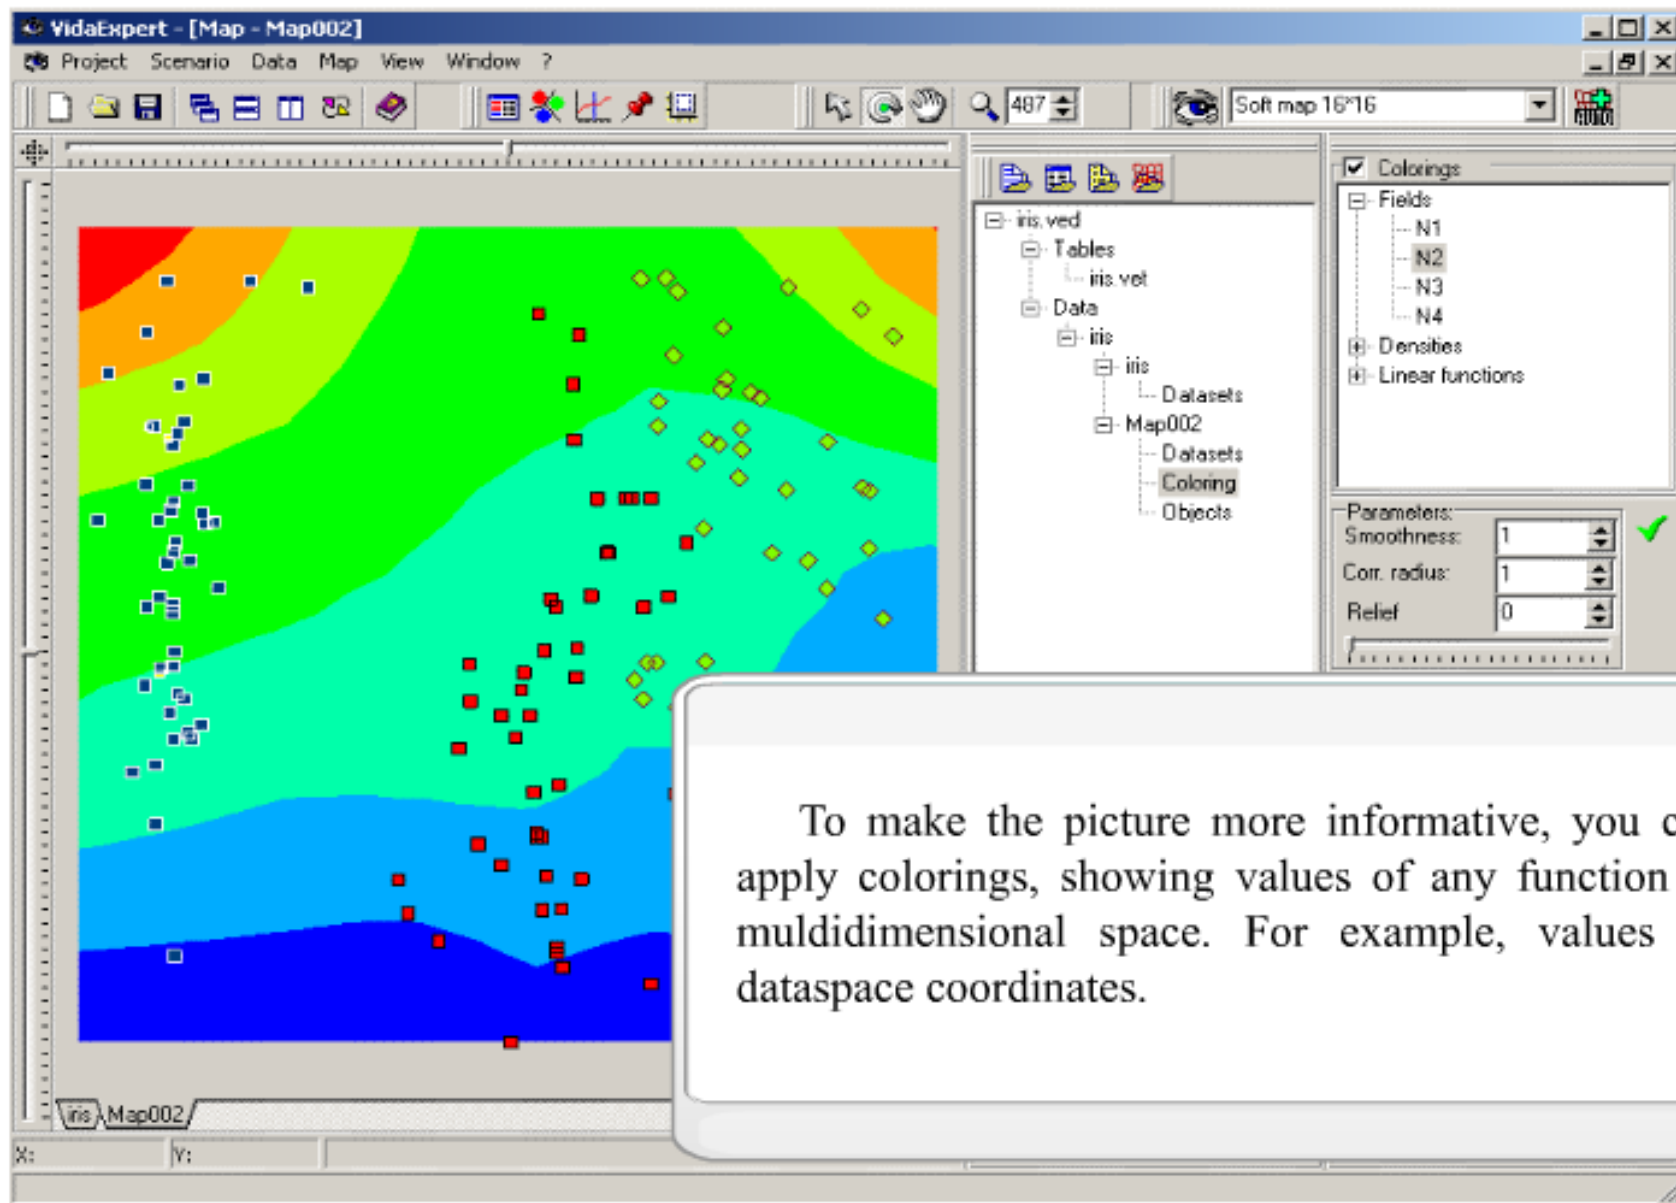 VidaExpert - [Map - Map002]
Project Scenario Data Map View Window ?
487
Soft map 16*16
iris.ved
Tables
iris.vet
Data
iris
iris
Datasets
Map002
Datasets
Coloring
Objects
Colorings
Fields
N1
N2
N3
N4
Densities
Linear functions
Parameters:
Smoothness: 1
Corr. radius: 1
Relief 0
To make the picture more informative, you
apply colorings, showing values of any function
muldidimensional space. For example, values
dataspace coordinates.
iris Map002
X: Y: